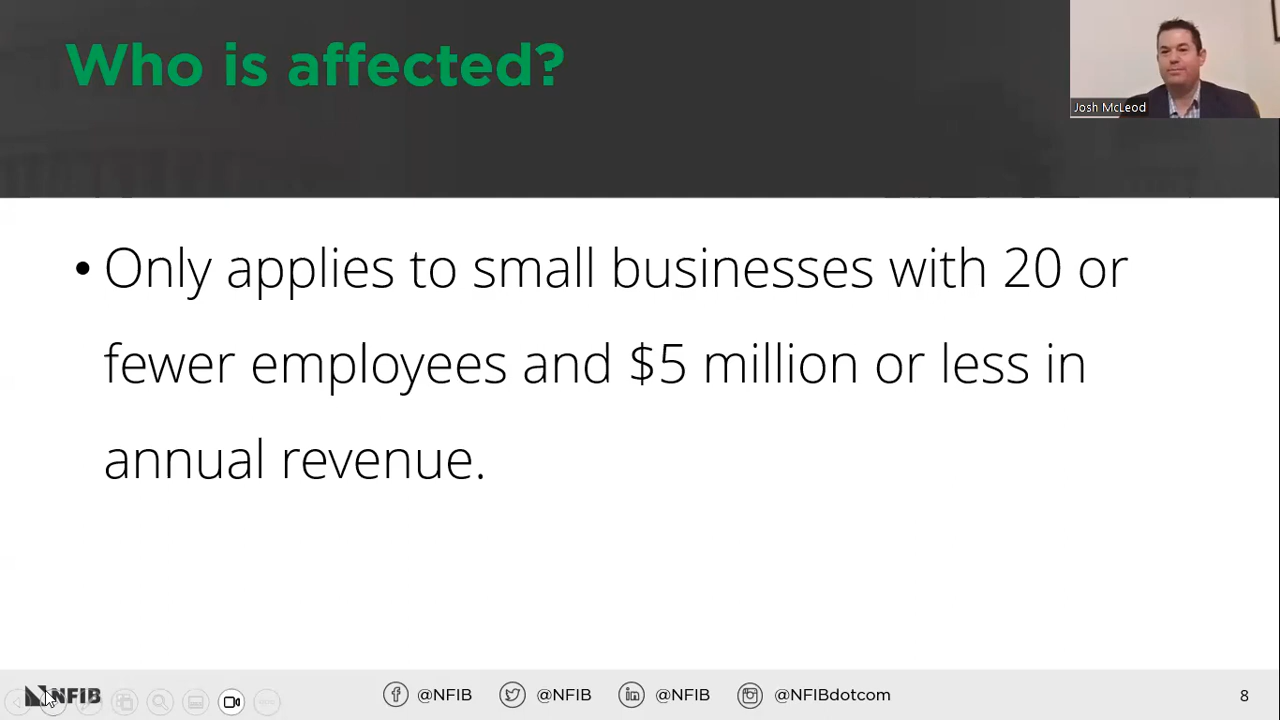 Who is affected?
Josh McLeod
• Only applies to small businesses with 20 or
fewer employees and $5 million or less in
annual revenue.
NFIB
@NFIB
@NFIB
@NFIB
@NFIBdotcom
8